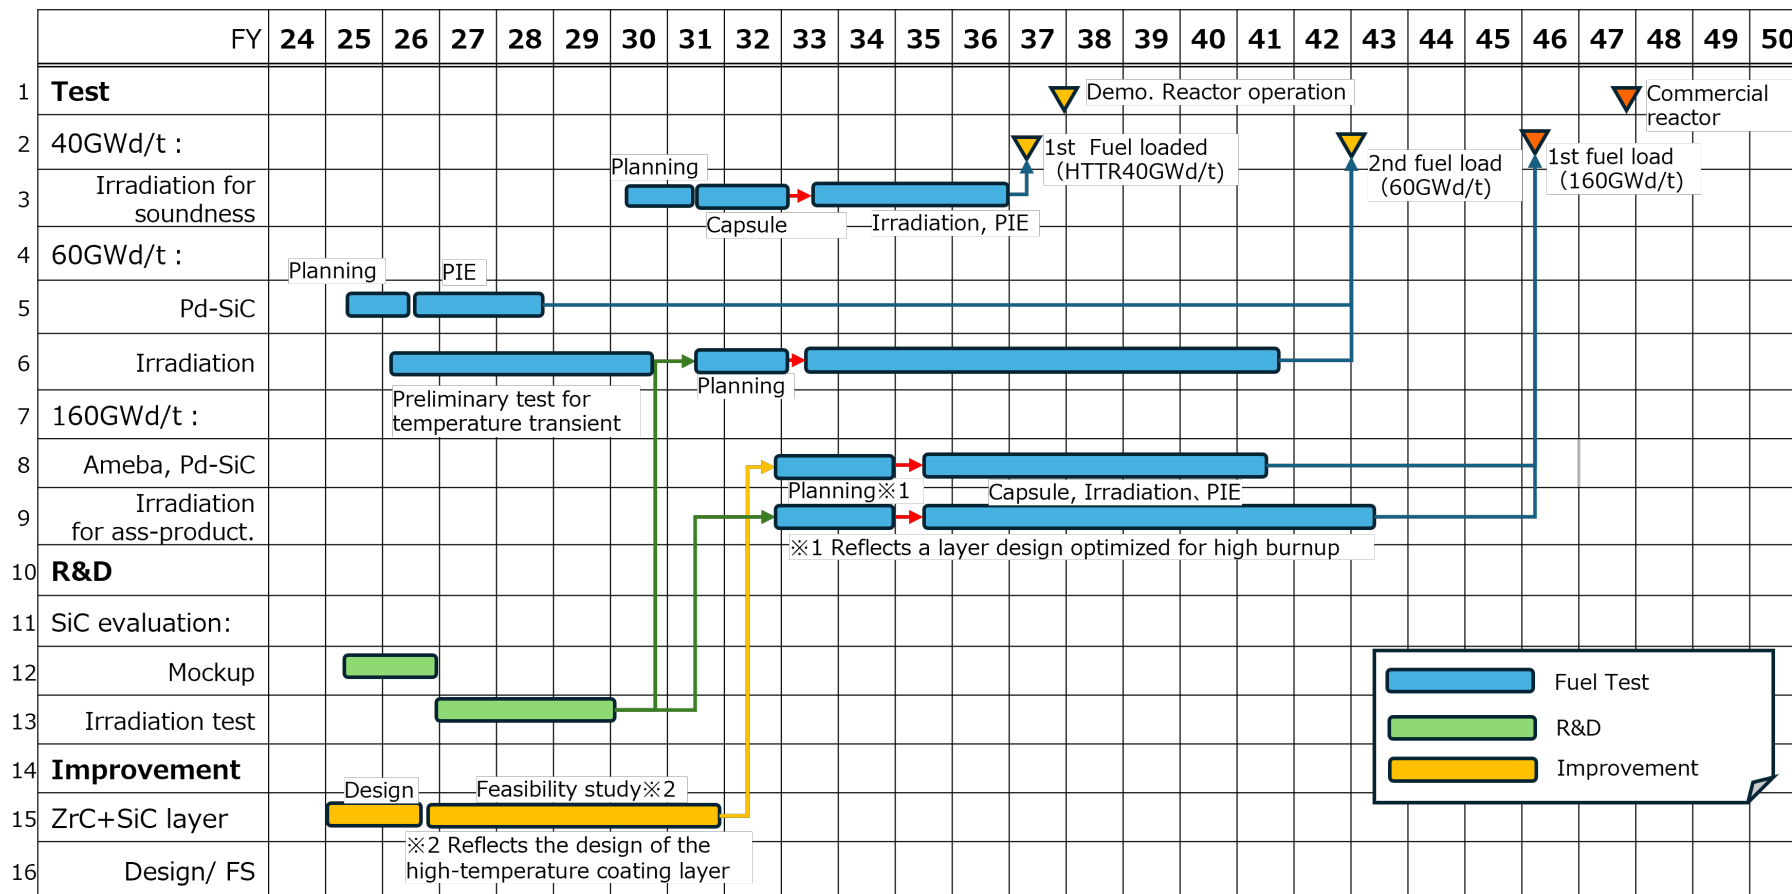 FY 24 25 26 27 28 29 30 31 32 33 34 35 36 37 38 39 40 41 42 43 44 45 46 47 48 49 50
1 Test
Demo. Reactor operation
Commercial
reactor
2 40GWd/t :
1st Fuel loaded
(HTTR40GWd/t)
2nd fuel load
(60GWd/t)
1st fuel load
(160GWd/t)
Planning
3 Irradiation for
soundness
Capsule
Irradiation, PIE
4 60GWd/t :
Planning
PIE
5 Pd-SiC
6 Irradiation
Planning
Preliminary test for
temperature transient
7 160GWd/t :
8 Ameba, Pd-SiC
Planning※1
Capsule, Irradiation、PIE
9 Irradiation
for ass-product.
※1 Reflects a layer design optimized for high burnup
10 R&D
11 SiC evaluation:
12 Mockup
13 Irradiation test
14 Improvement
Design
Feasibility study※2
15 ZrC+SiC layer
※2 Reflects the design of the
high-temperature coating layer
16 Design/ FS
Fuel Test
R&D
Improvement